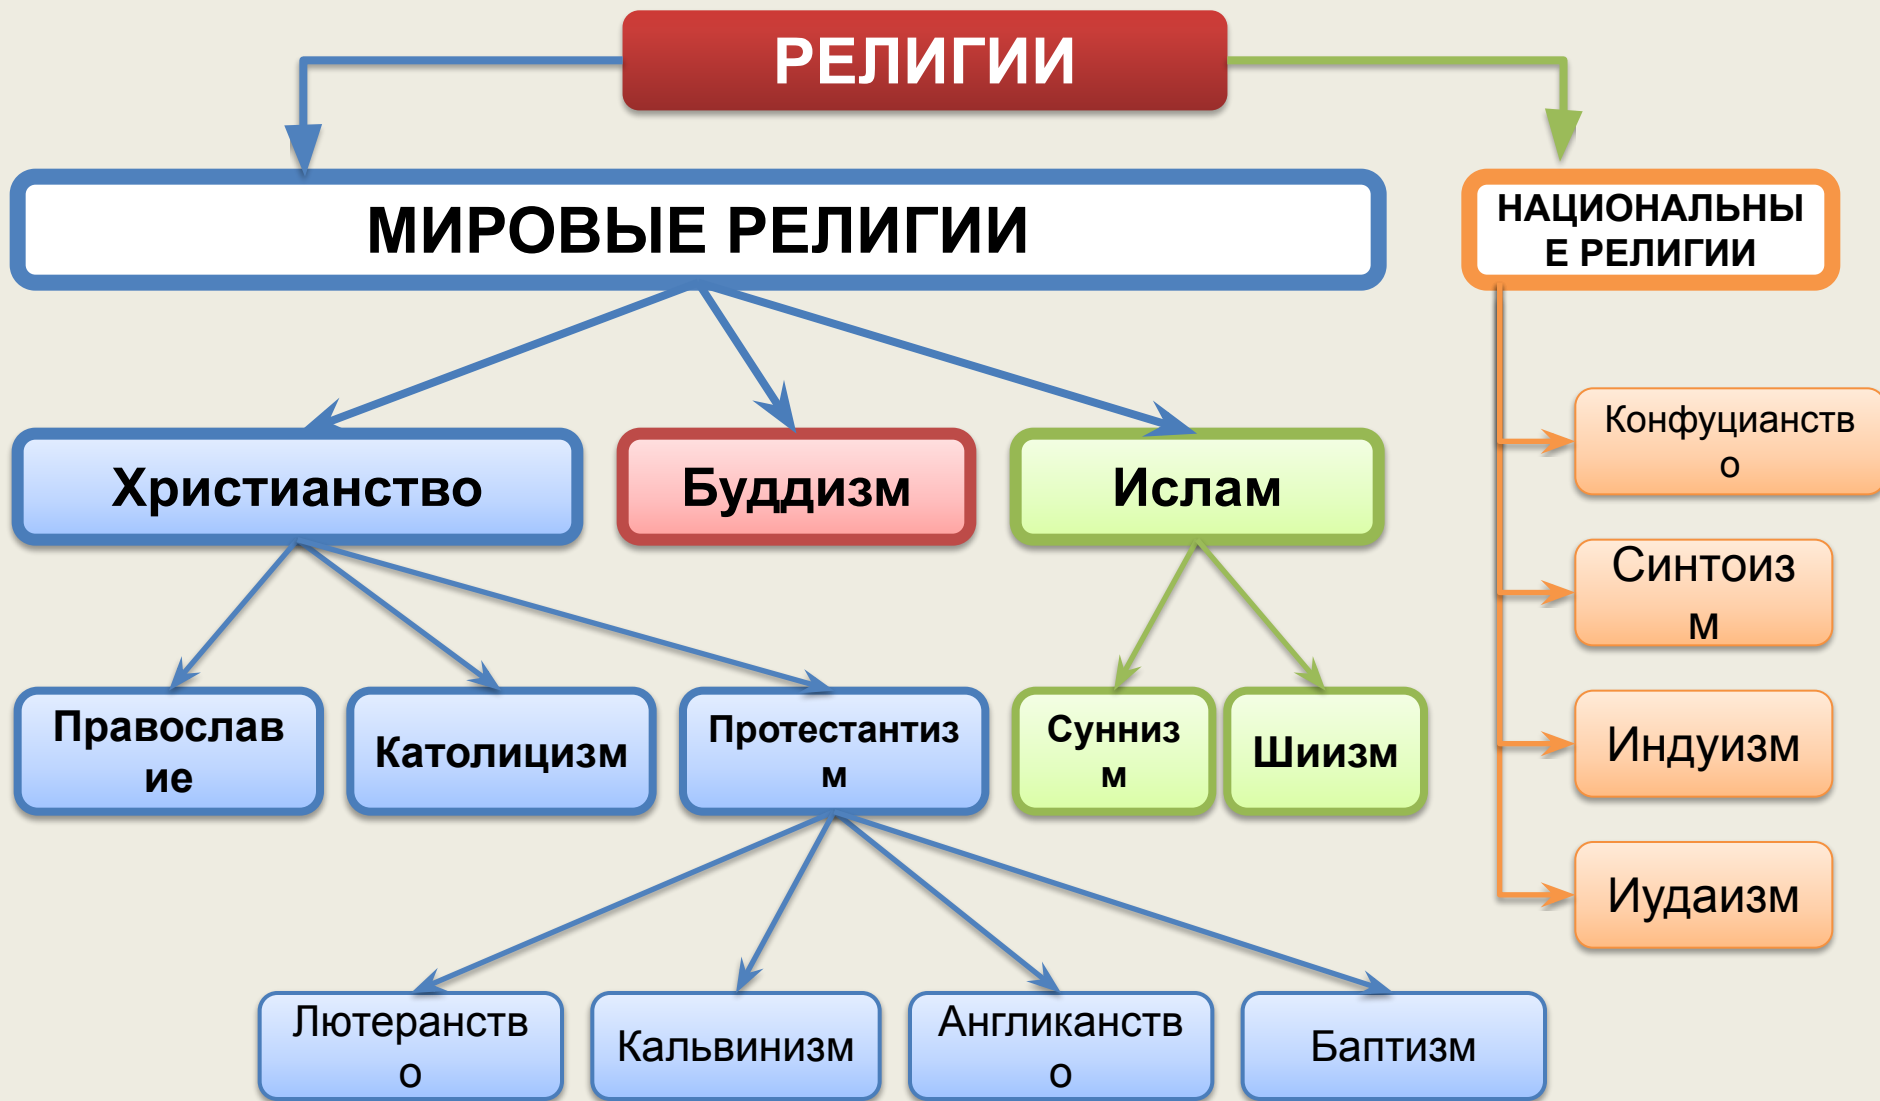 РЕЛИГИИ
МИРОВЫЕ РЕЛИГИИ
НАЦИОНАЛЬНЫ
Е РЕЛИГИИ
Христианство
Буддизм
Ислам
Конфуцианств
о
Синтоиз
м
Индуизм
Иудаизм
Православ
ие
Католицизм
Протестантиз
м
Сунниз
м
Шиизм
Лютеранств
о
Кальвинизм
Англиканств
о
Баптизм